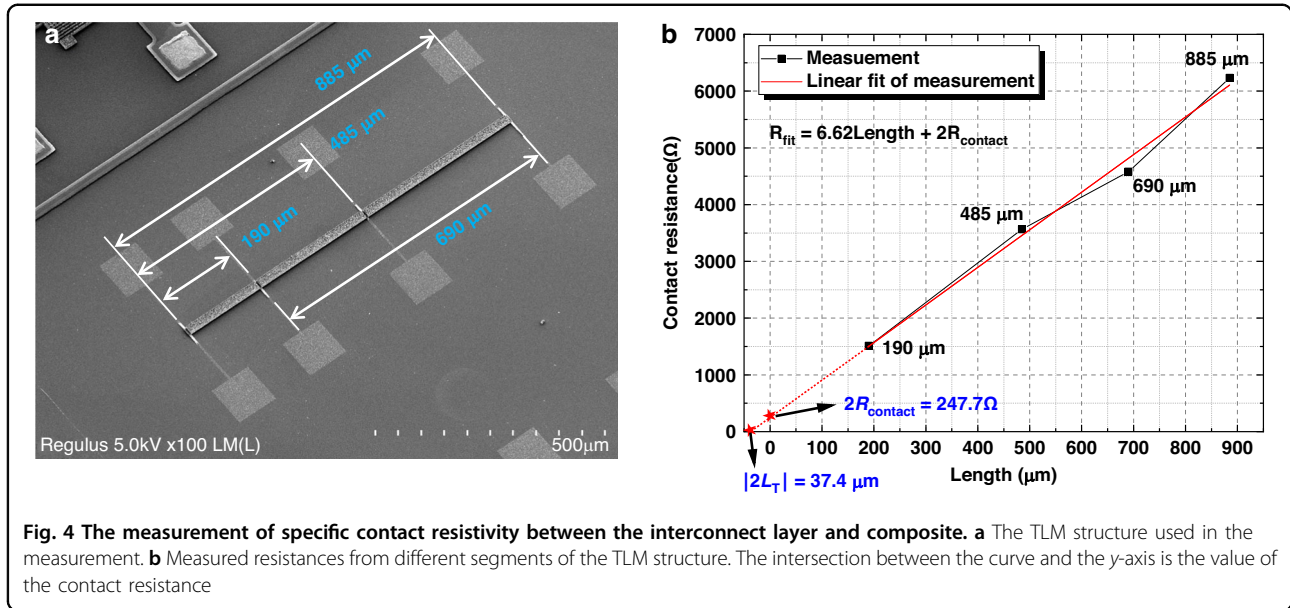 a
885 μm
485 μm
190 μm
690 μm
Regulus 5.0kV x100 LM(L)
500μm
b
7000
6000
5000
4000
3000
2000
1000
0
Contact resistance(Ω)
Measuement
Linear fit of measurement
R_fit = 6.62Length + 2R_contact
885 μm
690 μm
485 μm
190 μm
2R_contact = 247.7Ω
0 100 200 300 400 500 600 700 800 900
Length (μm)
|2L_T| = 37.4 μm
Fig. 4 The measurement of specific contact resistivity between the interconnect layer and composite. a The TLM structure used in the
measurement. b Measured resistances from different segments of the TLM structure. The intersection between the curve and the y-axis is the value of
the contact resistance